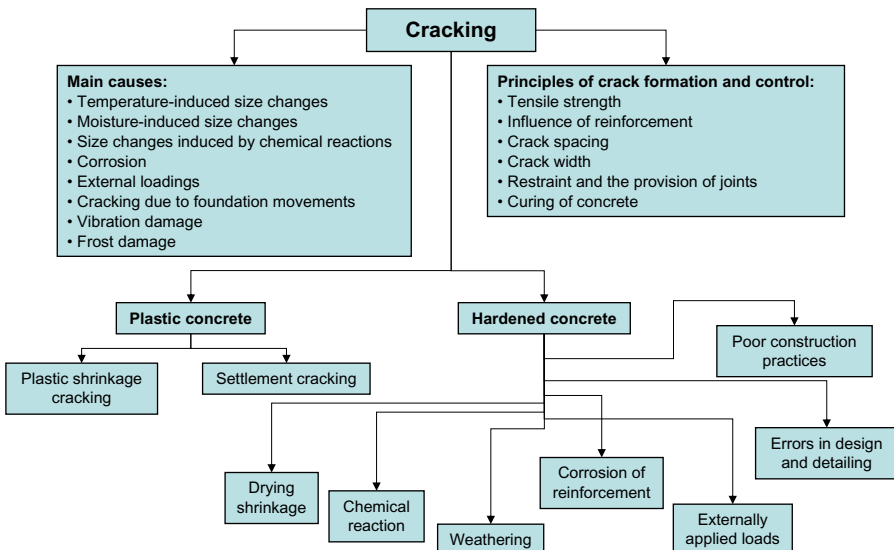 Cracking
Main causes:
• Temperature-induced size changes
• Moisture-induced size changes
• Size changes induced by chemical reactions
• Corrosion
• External loadings
• Cracking due to foundation movements
• Vibration damage
• Frost damage
Principles of crack formation and control:
• Tensile strength
• Influence of reinforcement
• Crack spacing
• Crack width
• Restraint and the provision of joints
• Curing of concrete
Plastic concrete
Hardened concrete
Poor construction
practices
Plastic shrinkage
cracking
Settlement cracking
Errors in design
and detailing
Drying
shrinkage
Chemical
reaction
Weathering
Corrosion of
reinforcement
Externally
applied loads